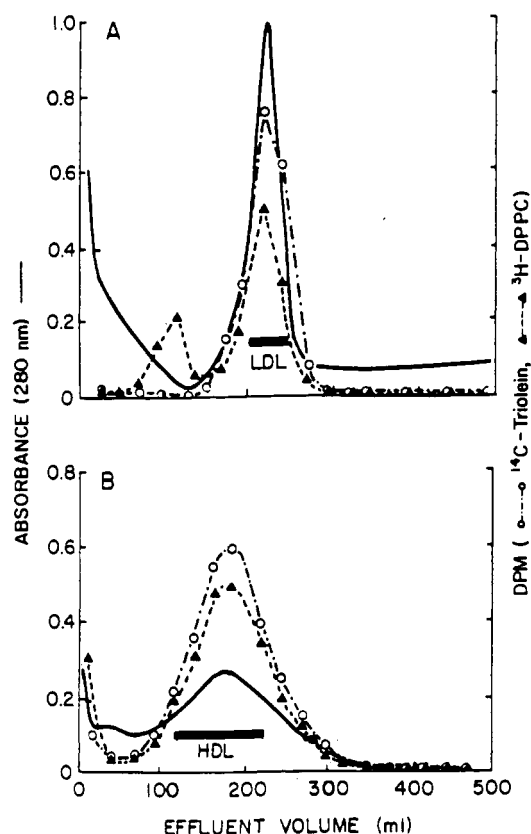 A
1.0
0.8
0.6
0.4
0.2
0
LDL
B
0.8
0.6
0.4
0.2
0
HDL
0 100 200 300 400 500
EFFLUENT VOLUME (ml)
ABSORBANCE (280 nm)
DPM ( ¹⁴C-Triolein, ³H-DPPC)